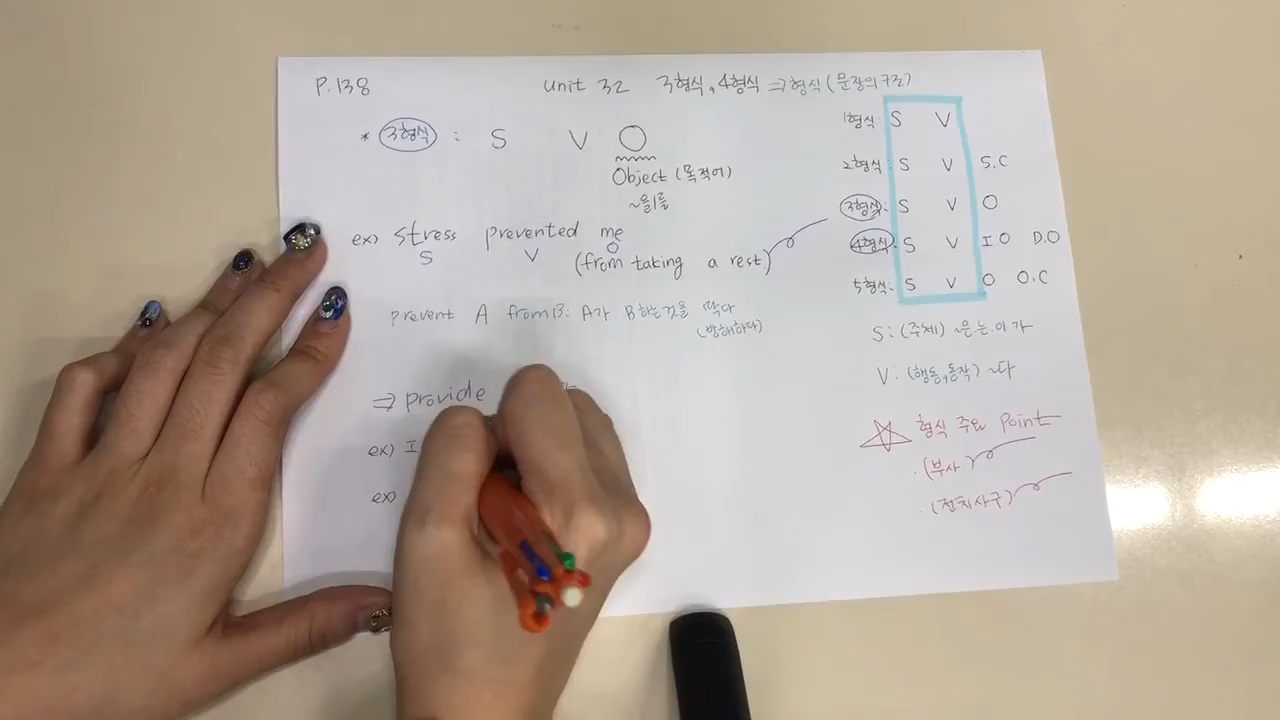 P.138
unit 32 3형식, 4형식 ⇒ 형식 (문장의 구조)
* 3형식 : S V O
Object (목적어)
~을/를
ex) stress prevented me
S V O
(from taking a rest)
prevent A from B: A가 B하는것을 막다
(방해하다)
⇒ provide
ex) I
ex)
1형식: S V
2형식: S V S.C
3형식: S V O
4형식: S V I.O D.O
5형식: S V O O.C
S: (주체) ~은.는.이.가
V: (행동,동작) ~다
☆ 형식 주요 Point
· (부사)
· (전치사구)